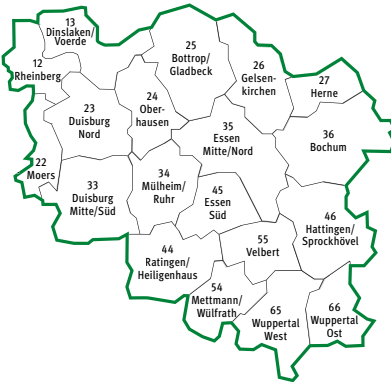 13
Dinslaken/
Voerde
12
Rheinberg
25
Bottrop/
Gladbeck
26
Gelsen-
kirchen
27
Herne
23
Duisburg
Nord
24
Ober-
hausen
35
Essen
Mitte/Nord
36
Bochum
22
Moers
33
Duisburg
Mitte/Süd
34
Mülheim/
Ruhr
45
Essen
Süd
46
Hattingen/
Sprockhövel
44
Ratingen/
Heiligenhaus
55
Velbert
54
Mettmann/
Wülfrath
65
Wuppertal
West
66
Wuppertal
Ost